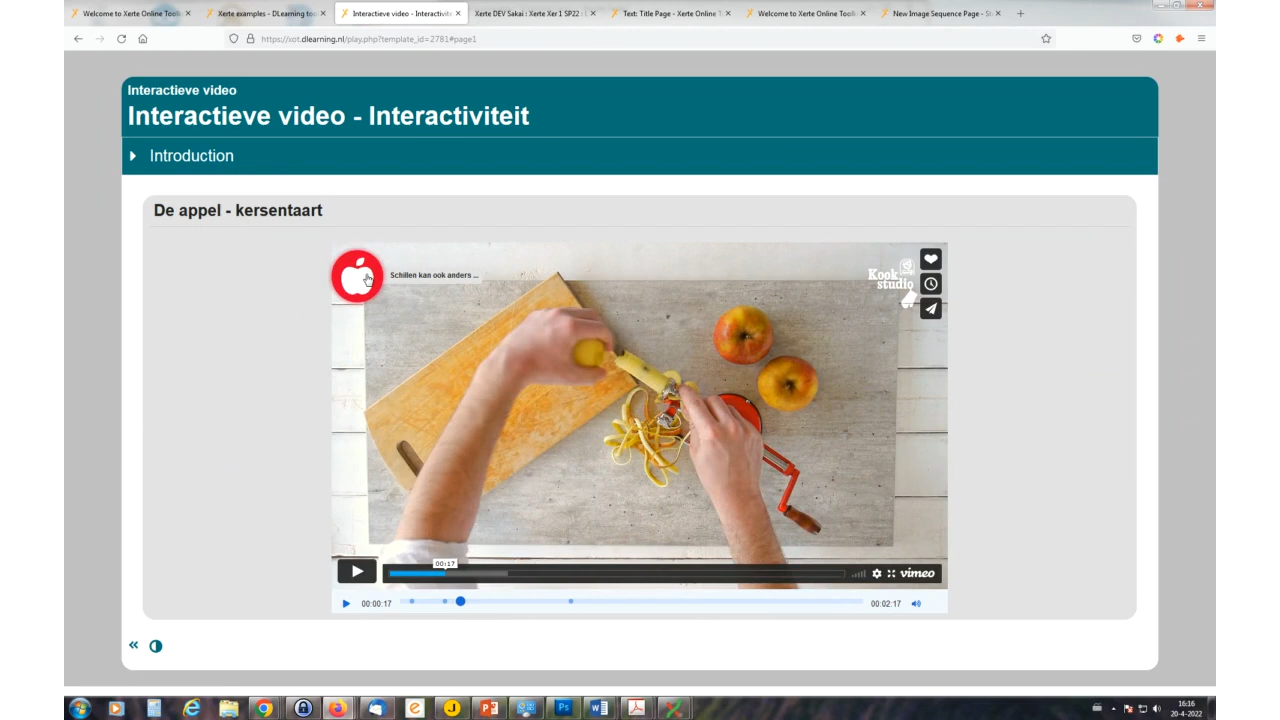 Welcome to Xerte Online Toolk
Xerte examples - DLearning too
Interactieve video - Interactivite
Xerte DEV Sakai : Xerte Xer 1 SP22 :
Text: Title Page - Xerte Online T
Welcome to Xerte Online Toolk
New Image Sequence Page -
https://xot.dlearning.nl/play.php?template_id=2781#page1
Interactieve video
Interactieve video - Interactiviteit
Introduction
De appel - kersentaart
Schillen kan ook anders ...
Kook
studio
00:17
vimeo
00:00:17
00:02:17
16:16
20-4-2022